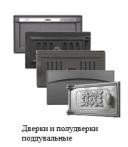 Дверки и полудверки
поддувальные